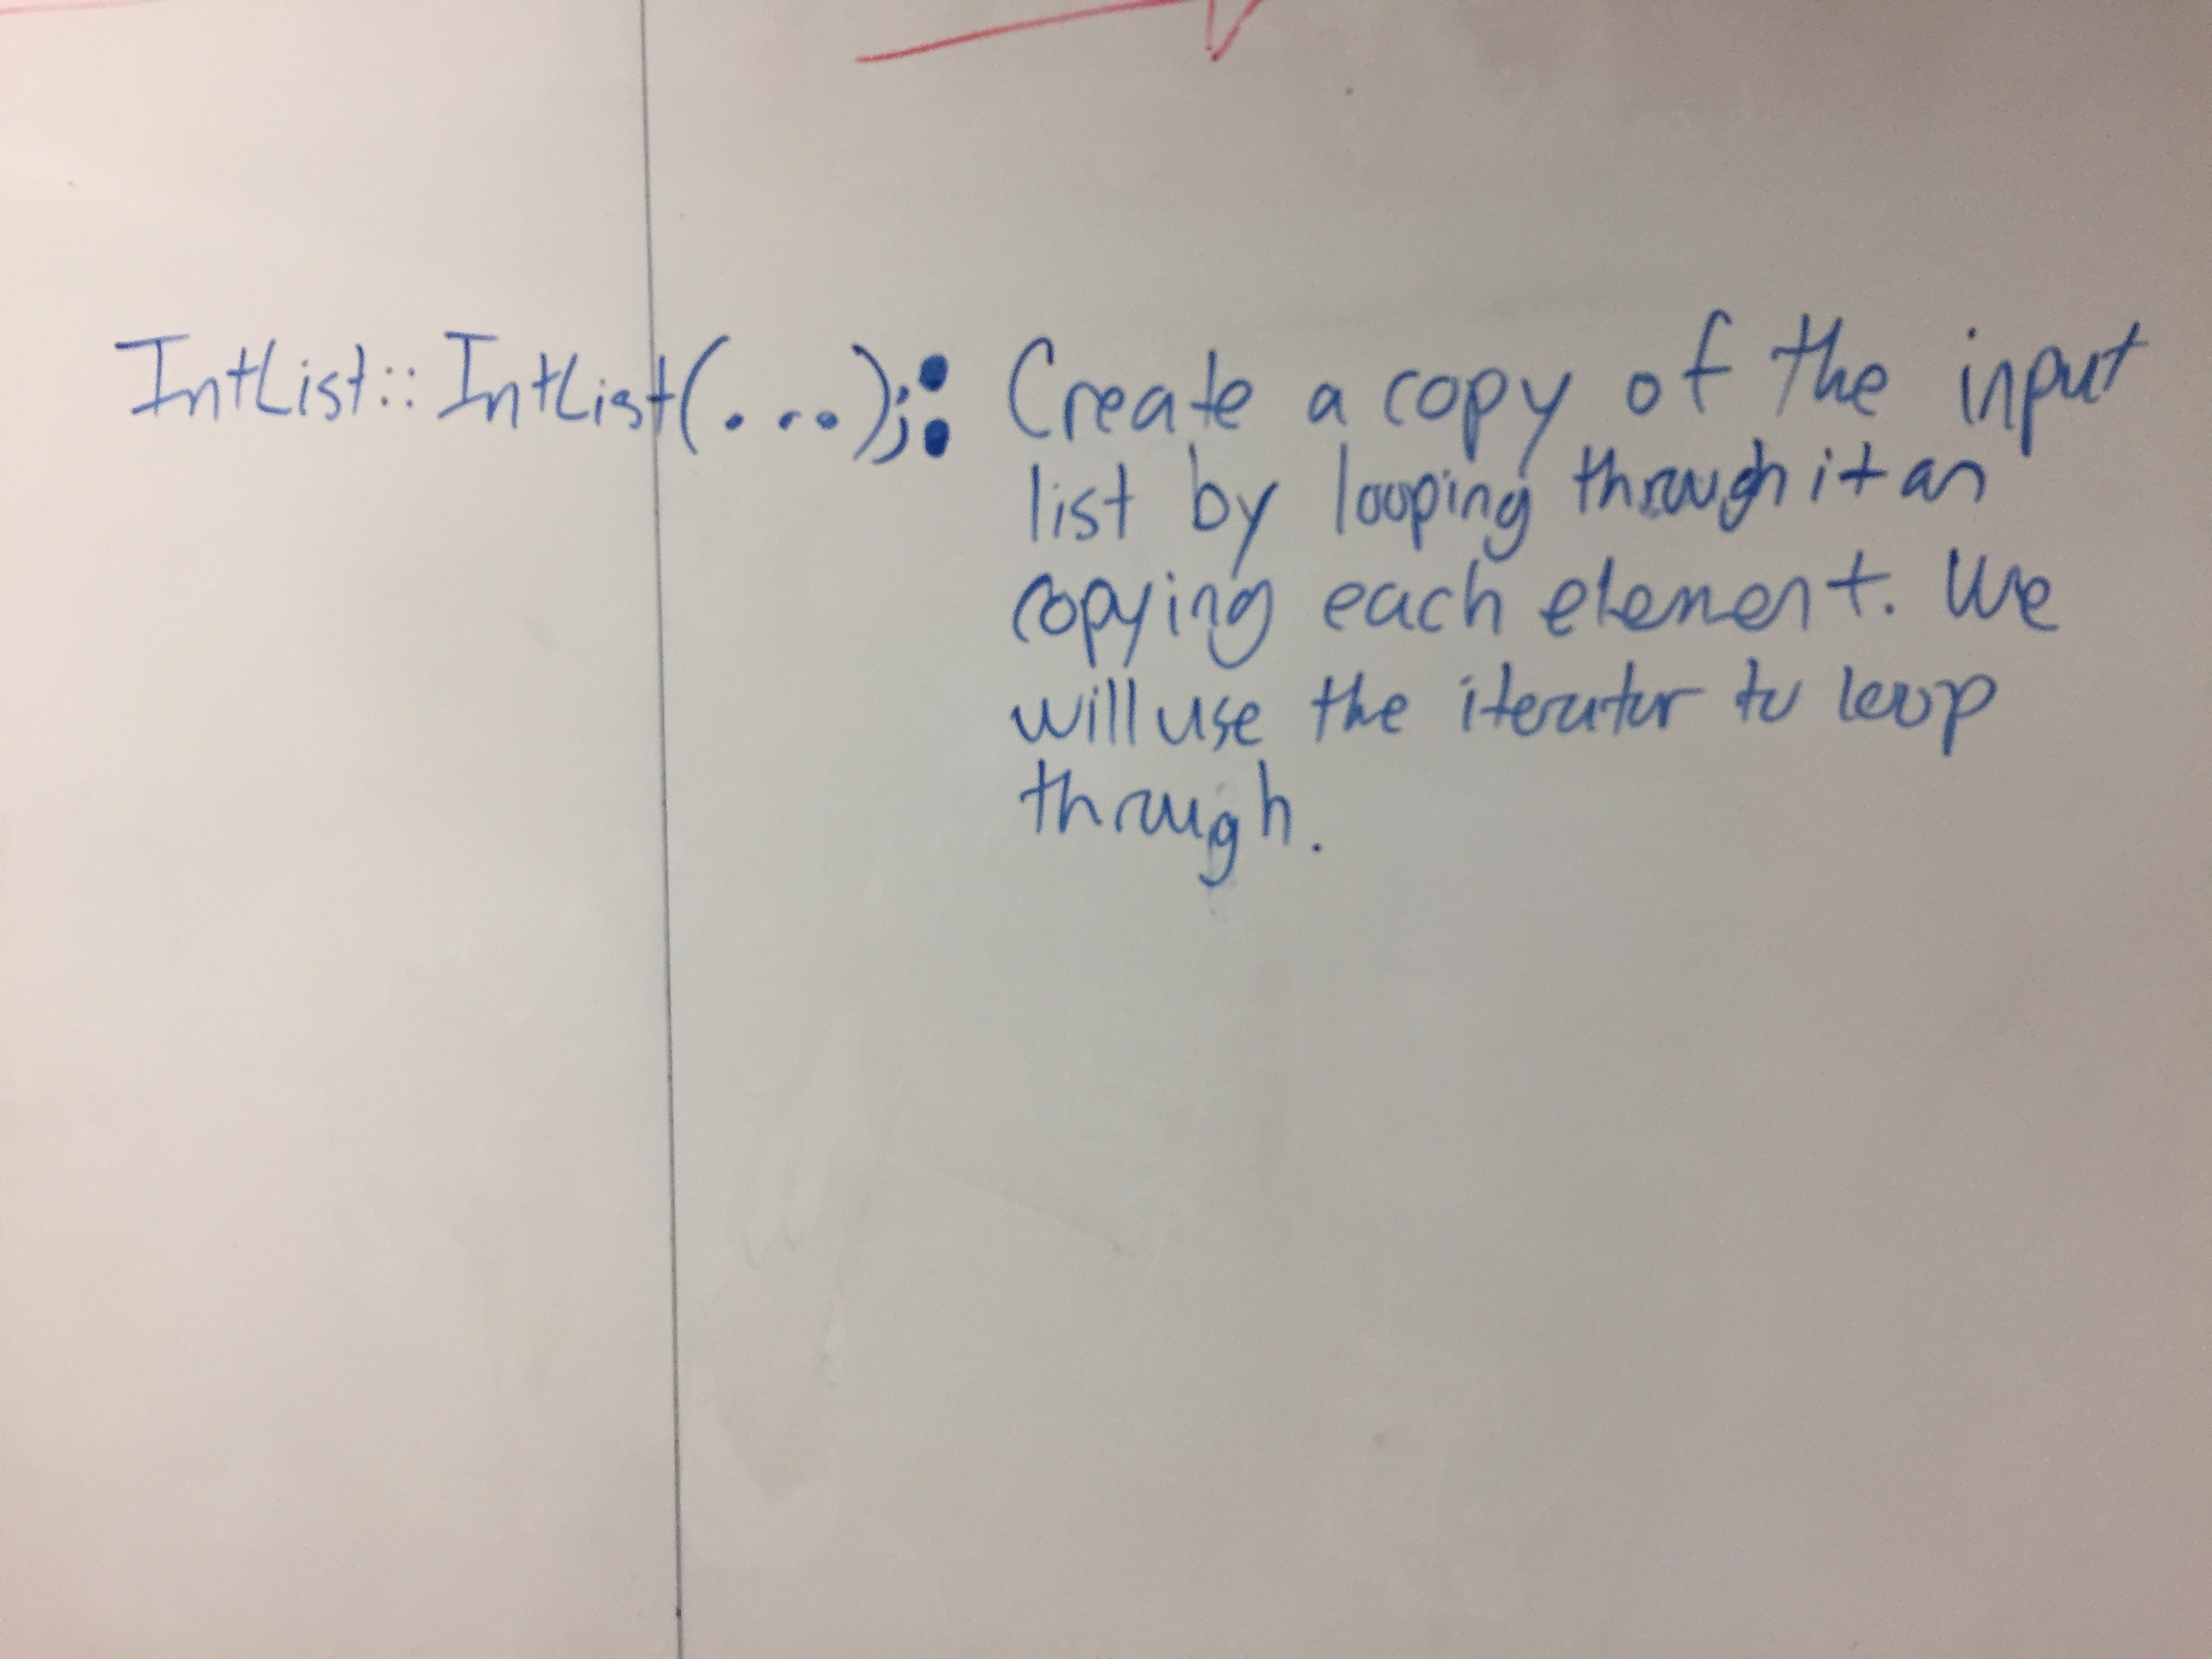 IntList::IntList(...);: Create a copy of the input
list by looping through it an
copying each element. We
will use the iterator to loop
through.